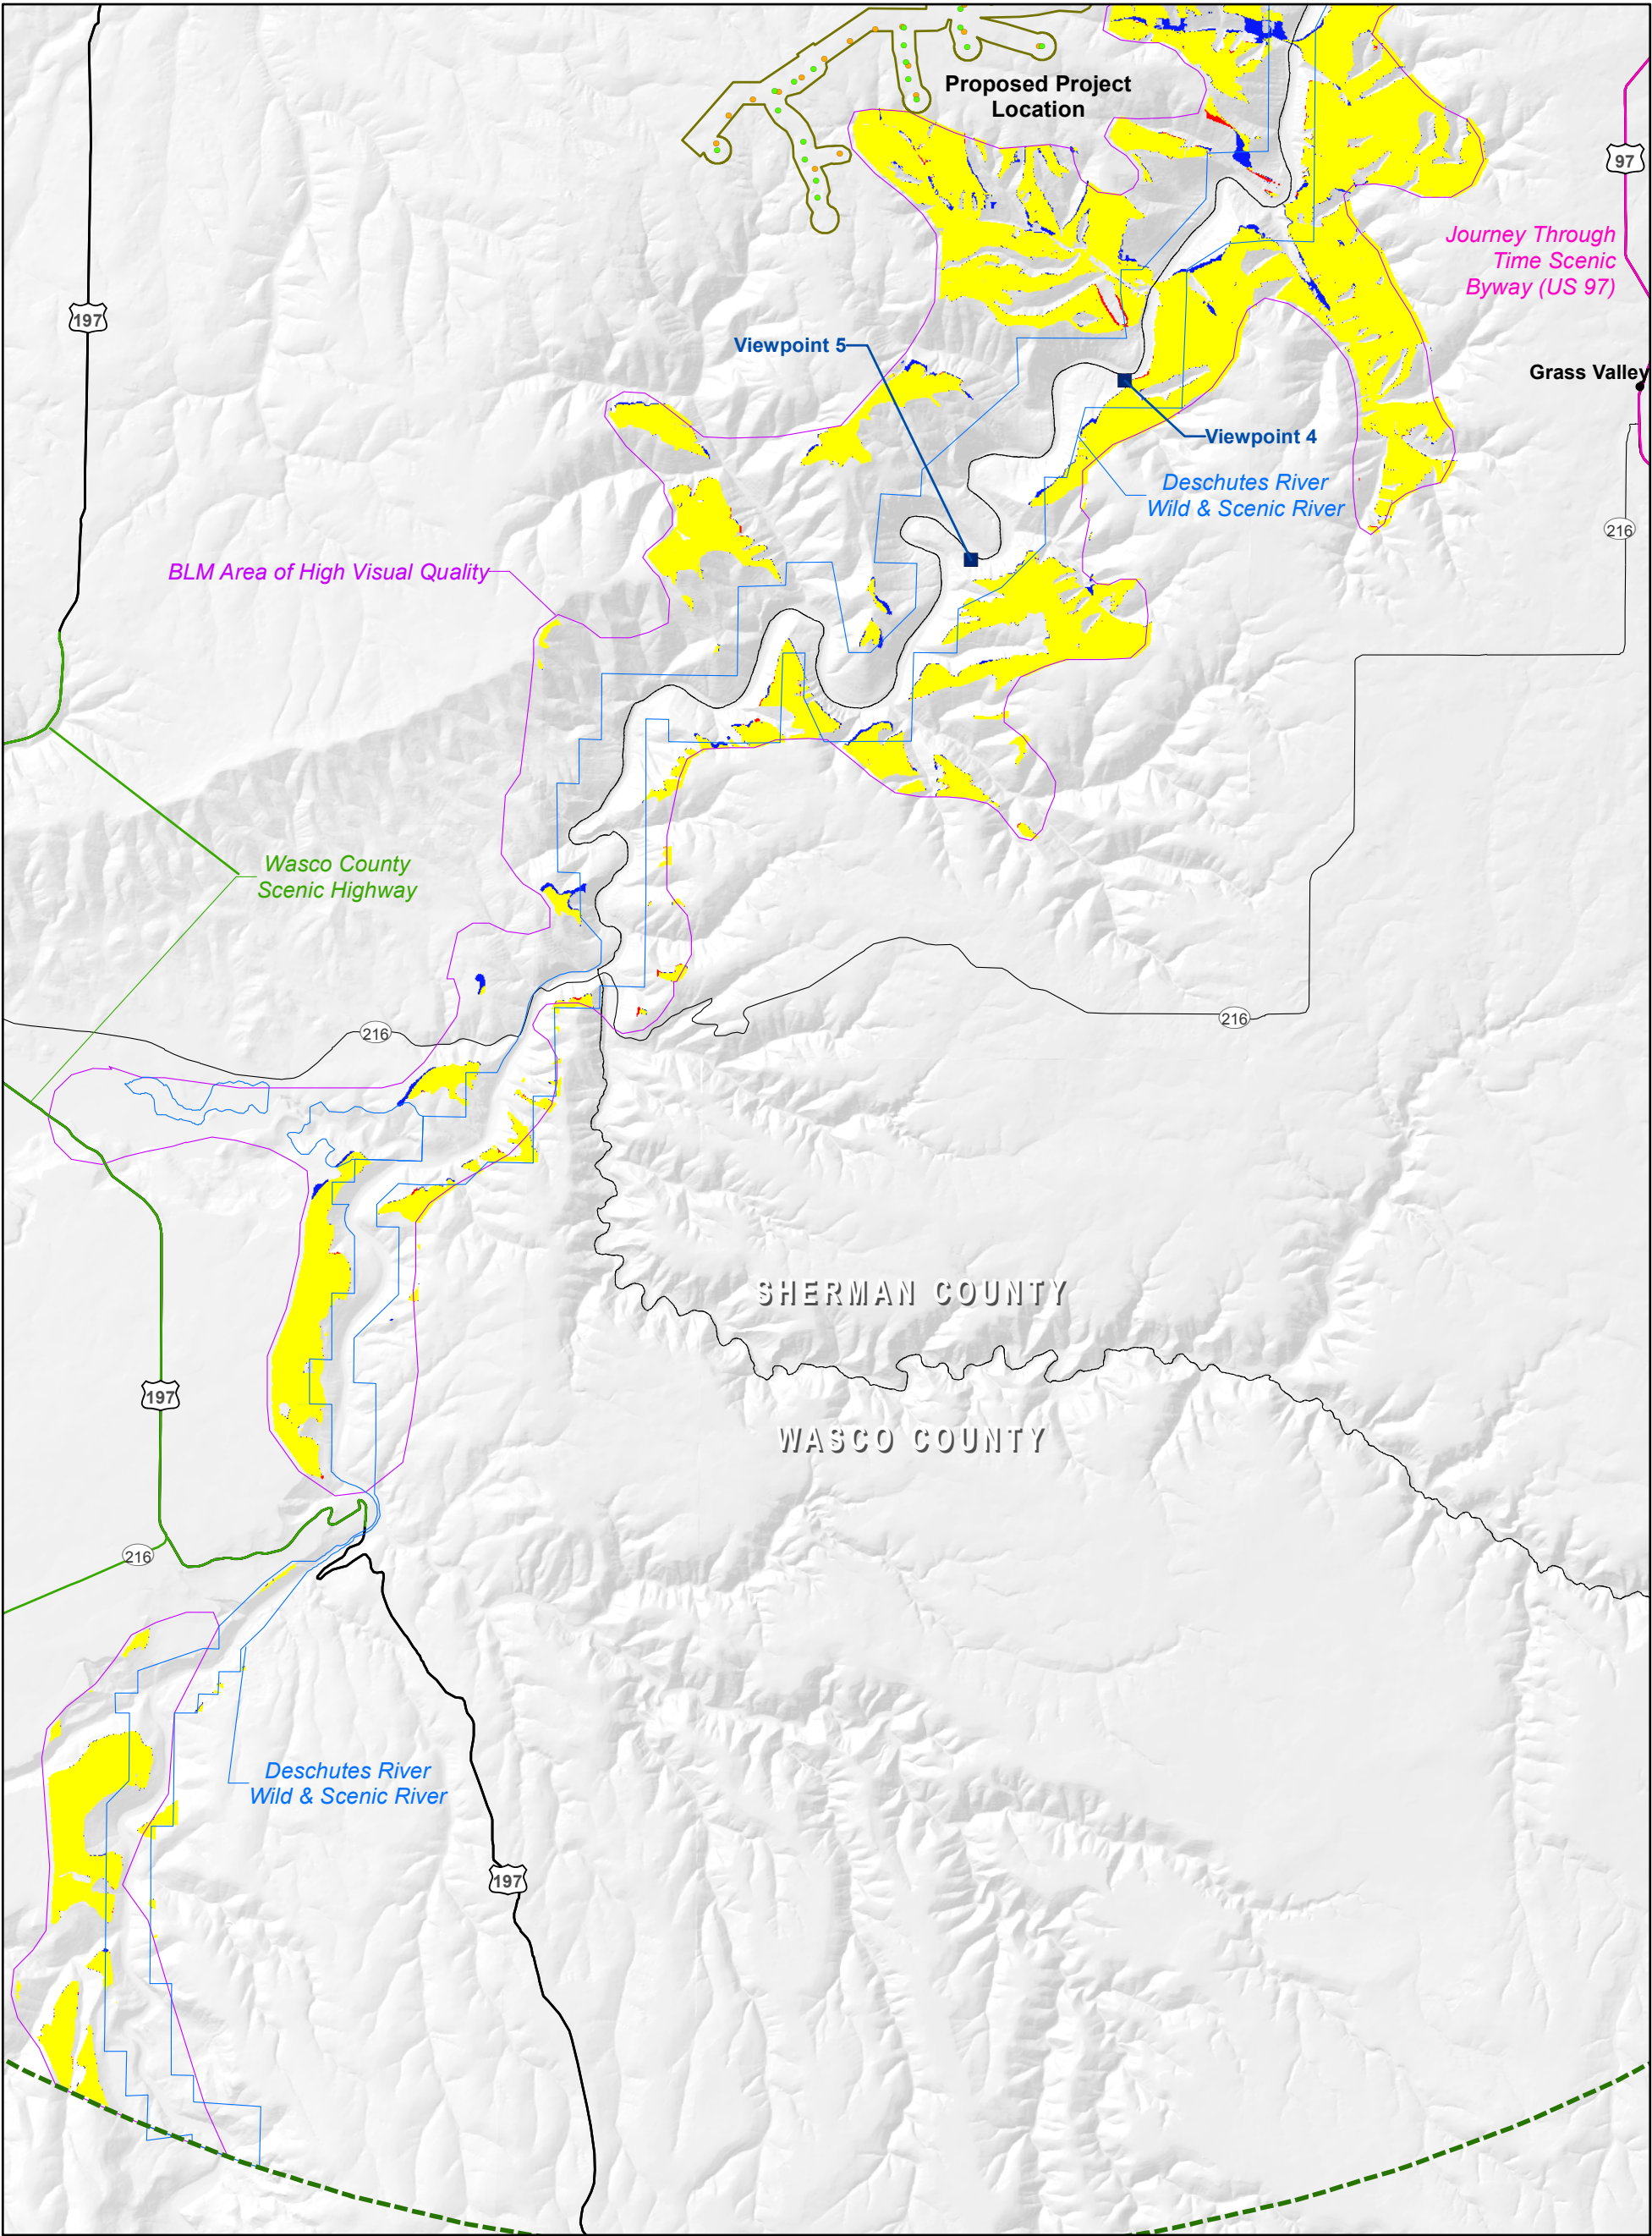 Proposed Project
Location
97
Journey Through
Time Scenic
Byway (US 97)
197
Viewpoint 5
Grass Valley
Viewpoint 4
Deschutes River
Wild & Scenic River
216
BLM Area of High Visual Quality
Wasco County
Scenic Highway
216
216
SHERMAN COUNTY
197
WASCO COUNTY
216
Deschutes River
Wild & Scenic River
197